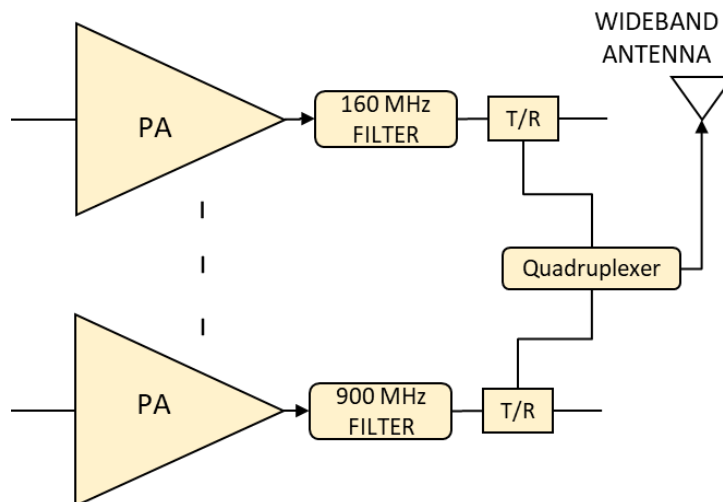 WIDEBAND
ANTENNA
PA
160 MHz
FILTER
T/R
Quadruplexer
PA
900 MHz
FILTER
T/R